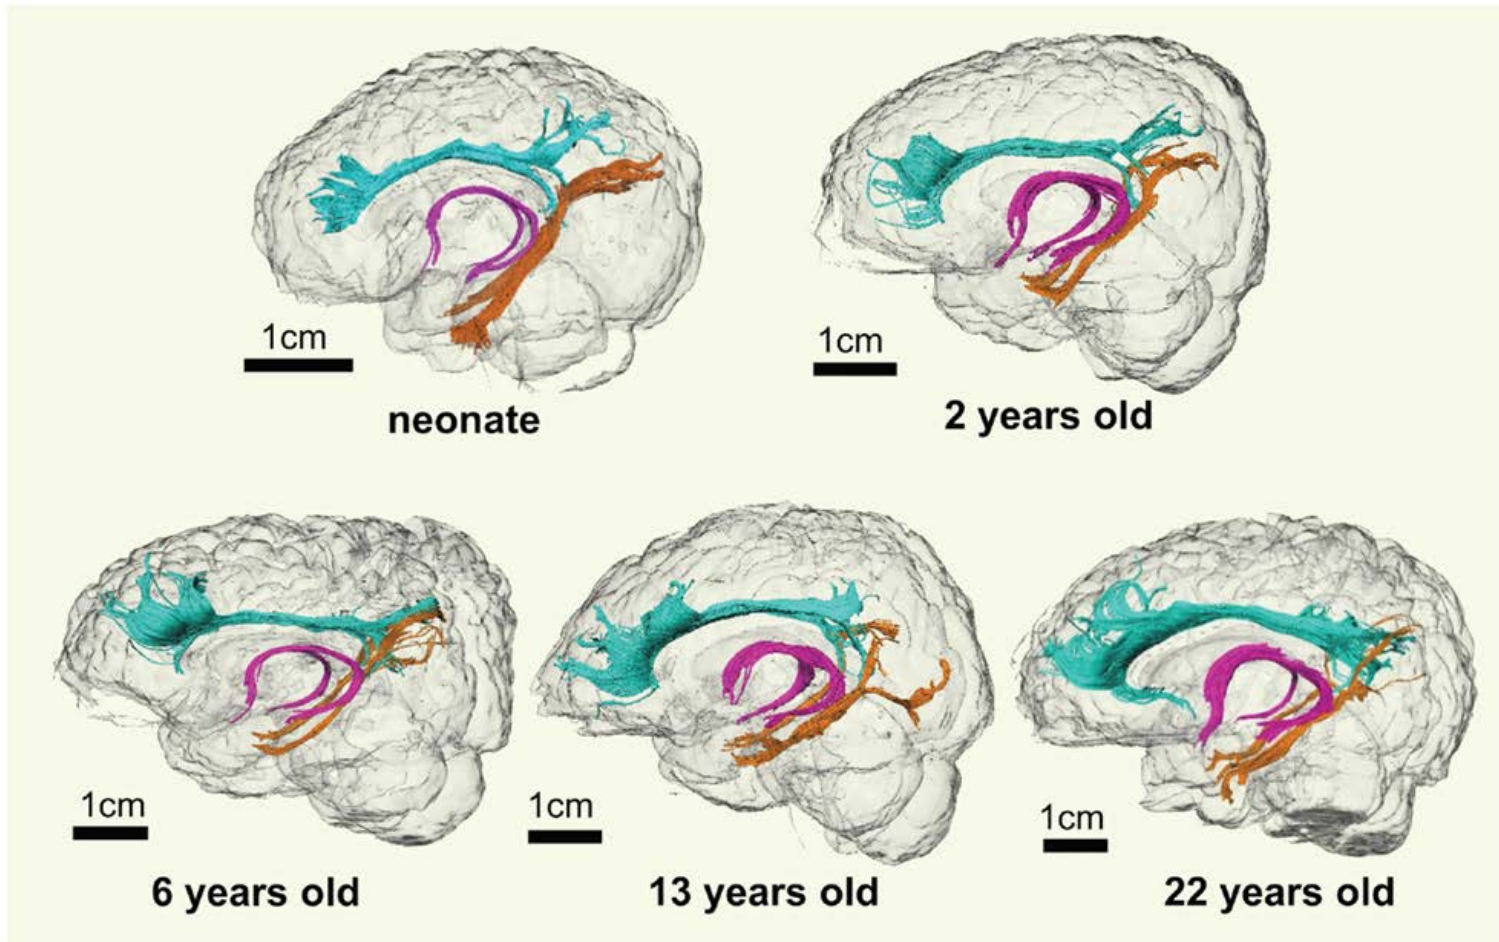 1cm
neonate
1cm
2 years old
1cm
6 years old
1cm
13 years old
1cm
22 years old